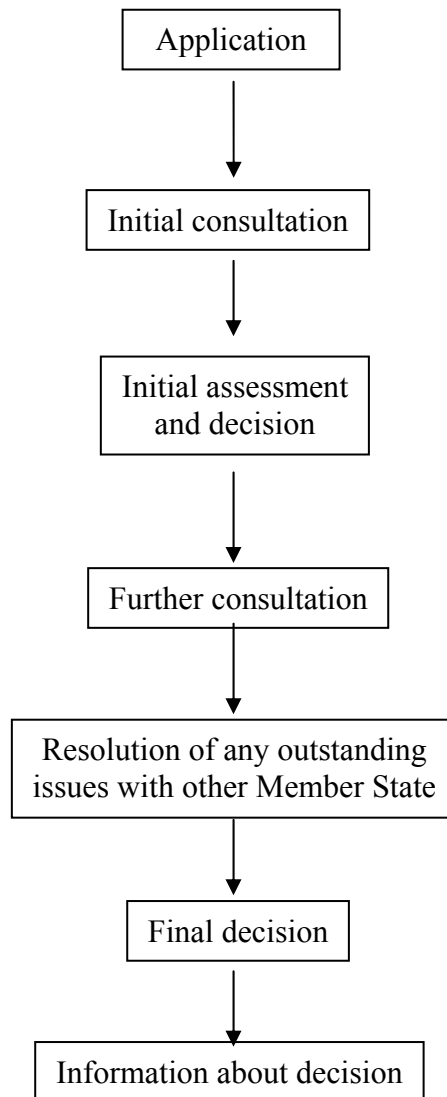 Application
Initial consultation
Initial assessment
and decision
Further consultation
Resolution of any outstanding
issues with other Member State
Final decision
Information about decision